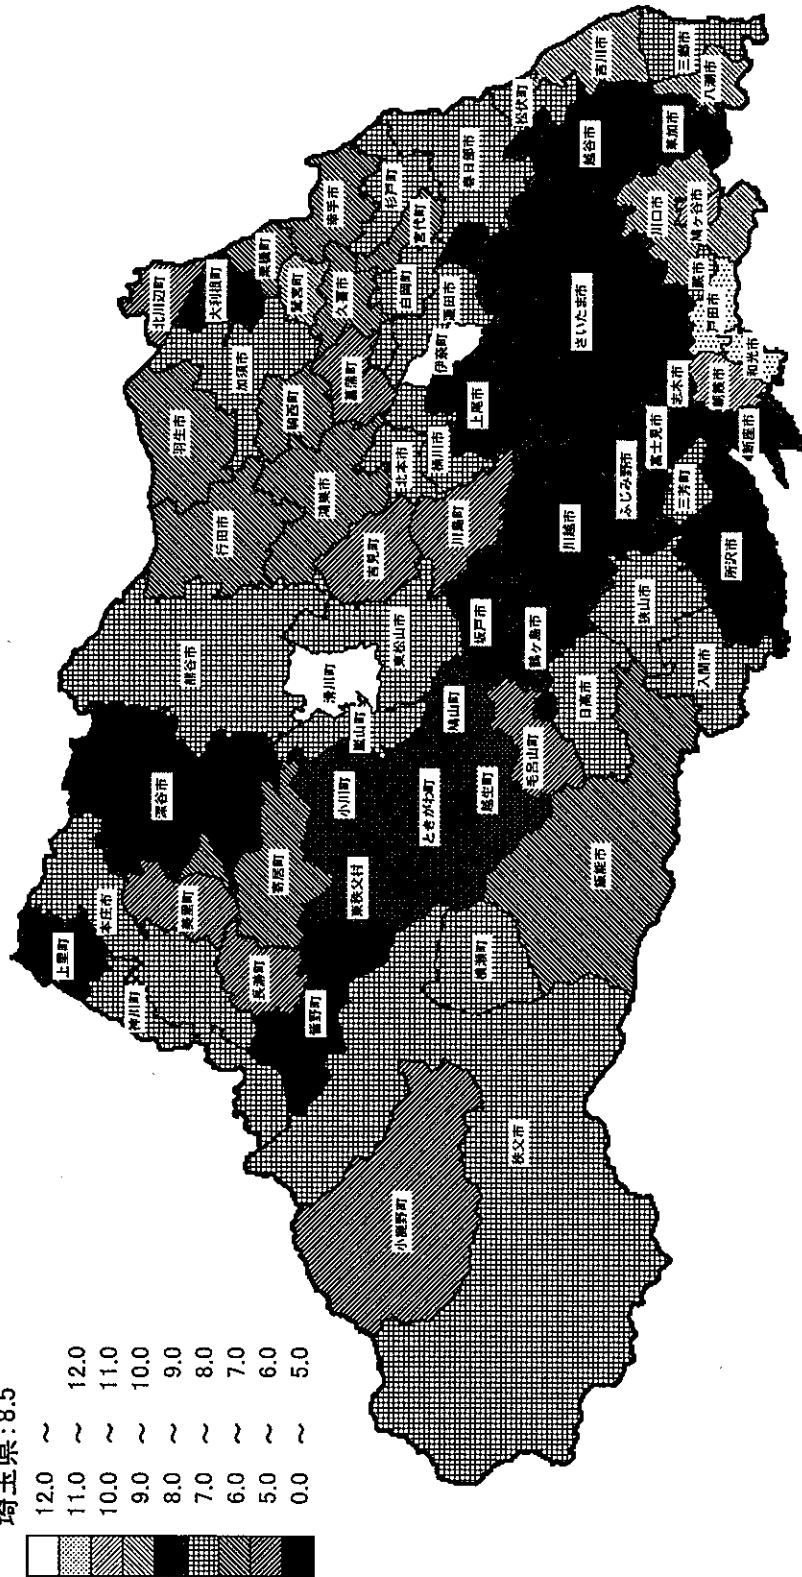 埼玉県:8.5
12.0 ～
11.0 ～ 12.0
10.0 ～ 11.0
9.0 ～ 10.0
8.0 ～ 9.0
7.0 ～ 8.0
6.0 ～ 7.0
5.0 ～ 6.0
0.0 ～ 5.0
上里町
本庄市
神川町
美里町
深谷市
寄居町
長瀞町
皆野町
小鹿野町
秩父市
横瀬町
東秩父村
小川町
ときがわ町
嵐山町
滑川町
熊谷市
東松山市
鳩山町
越生町
毛呂山町
飯能市
日高市
坂戸市
鶴ヶ島市
川越市
狭山市
入間市
所沢市
三芳町
ふじみ野市
富士見市
志木市
新座市
朝霞市
和光市
行田市
羽生市
加須市
騎西町
鴻巣市
吉見町
川島町
北本市
桶川市
上尾市
伊奈町
菖蒲町
久喜市
鷲宮町
栗橋町
大利根町
北川辺町
幸手市
杉戸町
宮代町
白岡町
蓮田市
さいたま市
春日部市
松伏町
越谷市
吉川市
三郷市
八潮市
草加市
川口市
鳩ヶ谷市
蕨市
戸田市